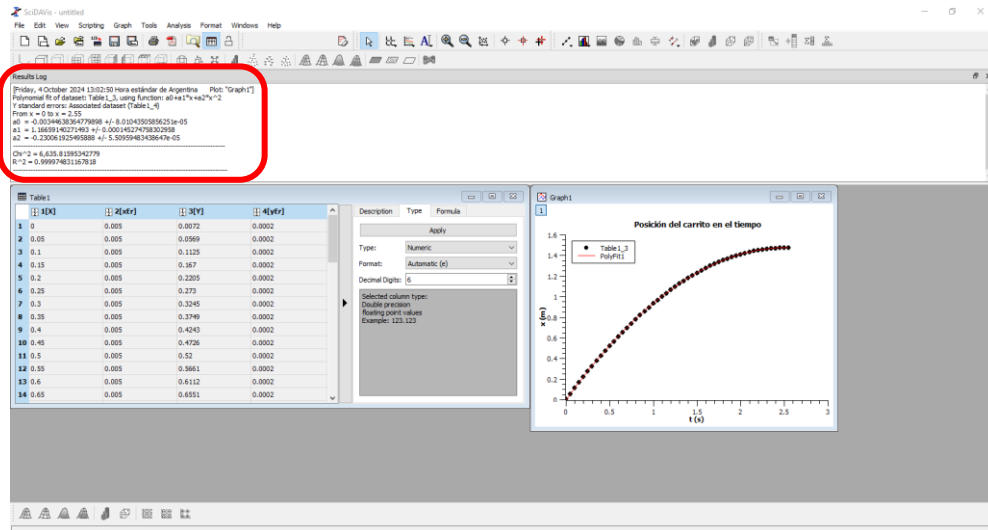 SciDAVis - untitled
File Edit View Scripting Graph Tools Analysis Format Windows Help
Results Log
[Friday, 4 October 2024 13:02:50 Hora estándar de Argentina Plot: "Graph1"]
Polynomial fit of dataset: Table1_3, using function: a0+a1*x+a2*x^2
Y standard errors: Associated dataset (Table1_4)
From x = 0 to x = 2.55
a0 = -0.00344638364779898 +/- 8.01043505856251e-05
a1 = 1.16659140271493 +/- 0.000145274758302958
a2 = -0.230061925495888 +/- 5.50959483438647e-05
Chi^2 = 6,635.81595342779
R^2 = 0.999974831167818
Table1
1[X] 2[xEr] 3[Y] 4[yEr]
1 0 0.005 0.0072 0.0002
2 0.05 0.005 0.0569 0.0002
3 0.1 0.005 0.1125 0.0002
4 0.15 0.005 0.167 0.0002
5 0.2 0.005 0.2205 0.0002
6 0.25 0.005 0.273 0.0002
7 0.3 0.005 0.3245 0.0002
8 0.35 0.005 0.3749 0.0002
9 0.4 0.005 0.4243 0.0002
10 0.45 0.005 0.4726 0.0002
11 0.5 0.005 0.52 0.0002
12 0.55 0.005 0.5661 0.0002
13 0.6 0.005 0.6112 0.0002
14 0.65 0.005 0.6551 0.0002
Description Type Formula
Apply
Type: Numeric
Format: Automatic (e)
Decimal Digits: 6
Selected column type:
Double precision
floating point values
Example: 123.123
Graph1
1
Posición del carrito en el tiempo
Table1_3
PolyFit1
x (m)
1.6
1.4
1.2
1
0.8
0.6
0.4
0.2
0
0 0.5 1 1.5 2 2.5 3
t (s)